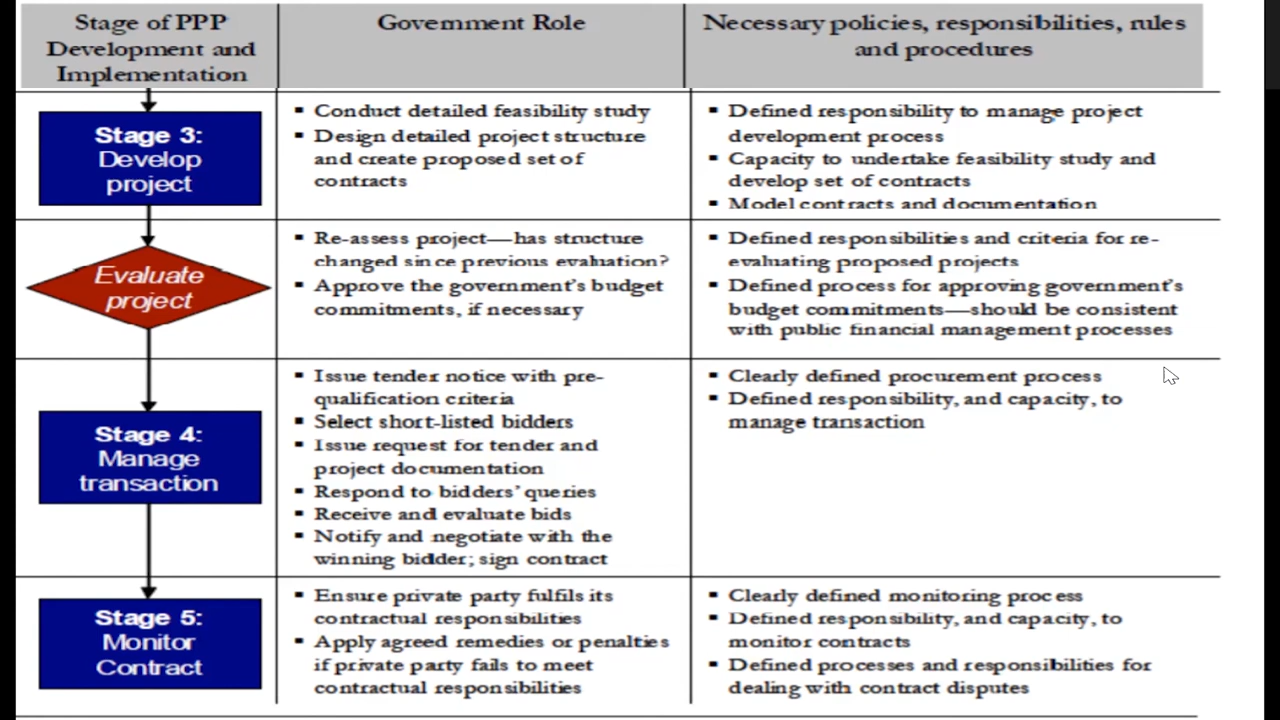 Stage of PPP
Development and
Implementation
Government Role
Necessary policies, responsibilities, rules
and procedures
Stage 3:
Develop
project
▪ Conduct detailed feasibility study
▪ Design detailed project structure
and create proposed set of
contracts
▪ Defined responsibility to manage project
development process
▪ Capacity to undertake feasibility study and
develop set of contracts
▪ Model contracts and documentation
Evaluate
project
▪ Re-assess project—has structure
changed since previous evaluation?
▪ Approve the government's budget
commitments, if necessary
▪ Defined responsibilities and criteria for re-
evaluating proposed projects
▪ Defined process for approving government's
budget commitments—should be consistent
with public financial management processes
Stage 4:
Manage
transaction
▪ Issue tender notice with pre-
qualification criteria
▪ Select short-listed bidders
▪ Issue request for tender and
project documentation
▪ Respond to bidders' queries
▪ Receive and evaluate bids
▪ Notify and negotiate with the
winning bidder; sign contract
▪ Clearly defined procurement process
▪ Defined responsibility, and capacity, to
manage transaction
Stage 5:
Monitor
Contract
▪ Ensure private party fulfils its
contractual responsibilities
▪ Apply agreed remedies or penalties
if private party fails to meet
contractual responsibilities
▪ Clearly defined monitoring process
▪ Defined responsibility, and capacity, to
monitor contracts
▪ Defined processes and responsibilities for
dealing with contract disputes